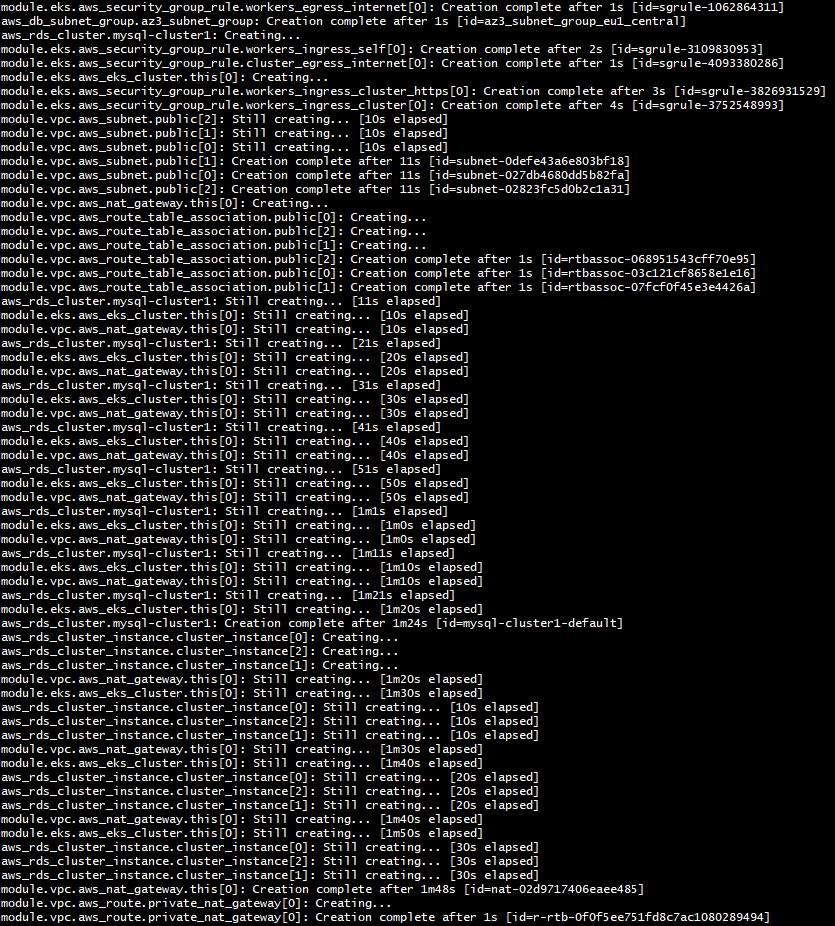 module.eks.aws_security_group_rule.workers_egress_internet[0]: Creation complete after 1s [id=sgrule-1062864311]
aws_db_subnet_group.az3_subnet_group: Creation complete after 1s [id=az3_subnet_group_eu1_central]
aws_rds_cluster.mysql-cluster1: Creating...
module.eks.aws_security_group_rule.workers_ingress_self[0]: Creation complete after 2s [id=sgrule-3109830953]
module.eks.aws_security_group_rule.cluster_egress_internet[0]: Creation complete after 1s [id=sgrule-4093380286]
module.eks.aws_eks_cluster.this[0]: Creating...
module.eks.aws_security_group_rule.workers_ingress_cluster_https[0]: Creation complete after 3s [id=sgrule-3826931529]
module.eks.aws_security_group_rule.workers_ingress_cluster[0]: Creation complete after 4s [id=sgrule-3752548993]
module.vpc.aws_subnet.public[2]: Still creating... [10s elapsed]
module.vpc.aws_subnet.public[1]: Still creating... [10s elapsed]
module.vpc.aws_subnet.public[0]: Still creating... [10s elapsed]
module.vpc.aws_subnet.public[1]: Creation complete after 11s [id=subnet-0defe43a6e803bf18]
module.vpc.aws_subnet.public[0]: Creation complete after 11s [id=subnet-027db4680dd5b82fa]
module.vpc.aws_subnet.public[2]: Creation complete after 11s [id=subnet-02823fc5d0b2c1a31]
module.vpc.aws_nat_gateway.this[0]: Creating...
module.vpc.aws_route_table_association.public[0]: Creating...
module.vpc.aws_route_table_association.public[2]: Creating...
module.vpc.aws_route_table_association.public[1]: Creating...
module.vpc.aws_route_table_association.public[2]: Creation complete after 1s [id=rtbassoc-068951543cff70e95]
module.vpc.aws_route_table_association.public[0]: Creation complete after 1s [id=rtbassoc-03c121cf8658e1e16]
module.vpc.aws_route_table_association.public[1]: Creation complete after 1s [id=rtbassoc-07fcf0f45e3e4426a]
aws_rds_cluster.mysql-cluster1: Still creating... [11s elapsed]
module.eks.aws_eks_cluster.this[0]: Still creating... [10s elapsed]
module.vpc.aws_nat_gateway.this[0]: Still creating... [10s elapsed]
aws_rds_cluster.mysql-cluster1: Still creating... [21s elapsed]
module.eks.aws_eks_cluster.this[0]: Still creating... [20s elapsed]
module.vpc.aws_nat_gateway.this[0]: Still creating... [20s elapsed]
aws_rds_cluster.mysql-cluster1: Still creating... [31s elapsed]
module.eks.aws_eks_cluster.this[0]: Still creating... [30s elapsed]
module.vpc.aws_nat_gateway.this[0]: Still creating... [30s elapsed]
aws_rds_cluster.mysql-cluster1: Still creating... [41s elapsed]
module.eks.aws_eks_cluster.this[0]: Still creating... [40s elapsed]
module.vpc.aws_nat_gateway.this[0]: Still creating... [40s elapsed]
aws_rds_cluster.mysql-cluster1: Still creating... [51s elapsed]
module.eks.aws_eks_cluster.this[0]: Still creating... [50s elapsed]
module.vpc.aws_nat_gateway.this[0]: Still creating... [50s elapsed]
aws_rds_cluster.mysql-cluster1: Still creating... [1m1s elapsed]
module.eks.aws_eks_cluster.this[0]: Still creating... [1m0s elapsed]
module.vpc.aws_nat_gateway.this[0]: Still creating... [1m0s elapsed]
aws_rds_cluster.mysql-cluster1: Still creating... [1m11s elapsed]
module.eks.aws_eks_cluster.this[0]: Still creating... [1m10s elapsed]
module.vpc.aws_nat_gateway.this[0]: Still creating... [1m10s elapsed]
aws_rds_cluster.mysql-cluster1: Still creating... [1m21s elapsed]
module.eks.aws_eks_cluster.this[0]: Still creating... [1m20s elapsed]
aws_rds_cluster.mysql-cluster1: Creation complete after 1m24s [id=mysql-cluster1-default]
aws_rds_cluster_instance.cluster_instance[0]: Creating...
aws_rds_cluster_instance.cluster_instance[2]: Creating...
aws_rds_cluster_instance.cluster_instance[1]: Creating...
module.vpc.aws_nat_gateway.this[0]: Still creating... [1m20s elapsed]
module.eks.aws_eks_cluster.this[0]: Still creating... [1m30s elapsed]
aws_rds_cluster_instance.cluster_instance[0]: Still creating... [10s elapsed]
aws_rds_cluster_instance.cluster_instance[2]: Still creating... [10s elapsed]
aws_rds_cluster_instance.cluster_instance[1]: Still creating... [10s elapsed]
module.vpc.aws_nat_gateway.this[0]: Still creating... [1m30s elapsed]
module.eks.aws_eks_cluster.this[0]: Still creating... [1m40s elapsed]
aws_rds_cluster_instance.cluster_instance[0]: Still creating... [20s elapsed]
aws_rds_cluster_instance.cluster_instance[2]: Still creating... [20s elapsed]
aws_rds_cluster_instance.cluster_instance[1]: Still creating... [20s elapsed]
module.vpc.aws_nat_gateway.this[0]: Still creating... [1m40s elapsed]
module.eks.aws_eks_cluster.this[0]: Still creating... [1m50s elapsed]
aws_rds_cluster_instance.cluster_instance[0]: Still creating... [30s elapsed]
aws_rds_cluster_instance.cluster_instance[2]: Still creating... [30s elapsed]
aws_rds_cluster_instance.cluster_instance[1]: Still creating... [30s elapsed]
module.vpc.aws_nat_gateway.this[0]: Creation complete after 1m48s [id=nat-02d9717406eaee485]
module.vpc.aws_route.private_nat_gateway[0]: Creating...
module.vpc.aws_route.private_nat_gateway[0]: Creation complete after 1s [id=r-rtb-0f0f5ee751fd8c7ac1080289494]